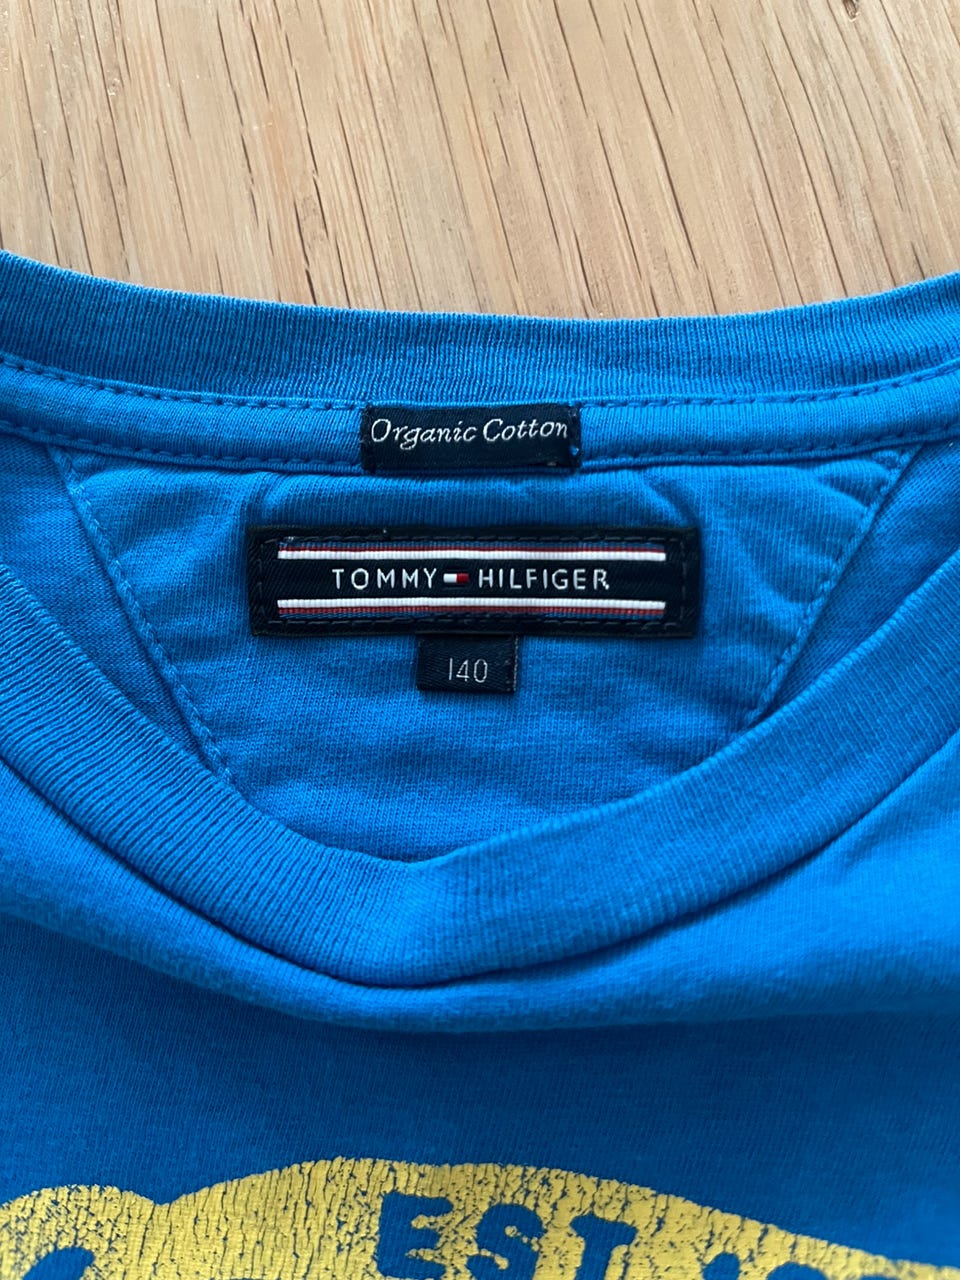 Organic Cotton
TOMMY HILFIGER
140
EST